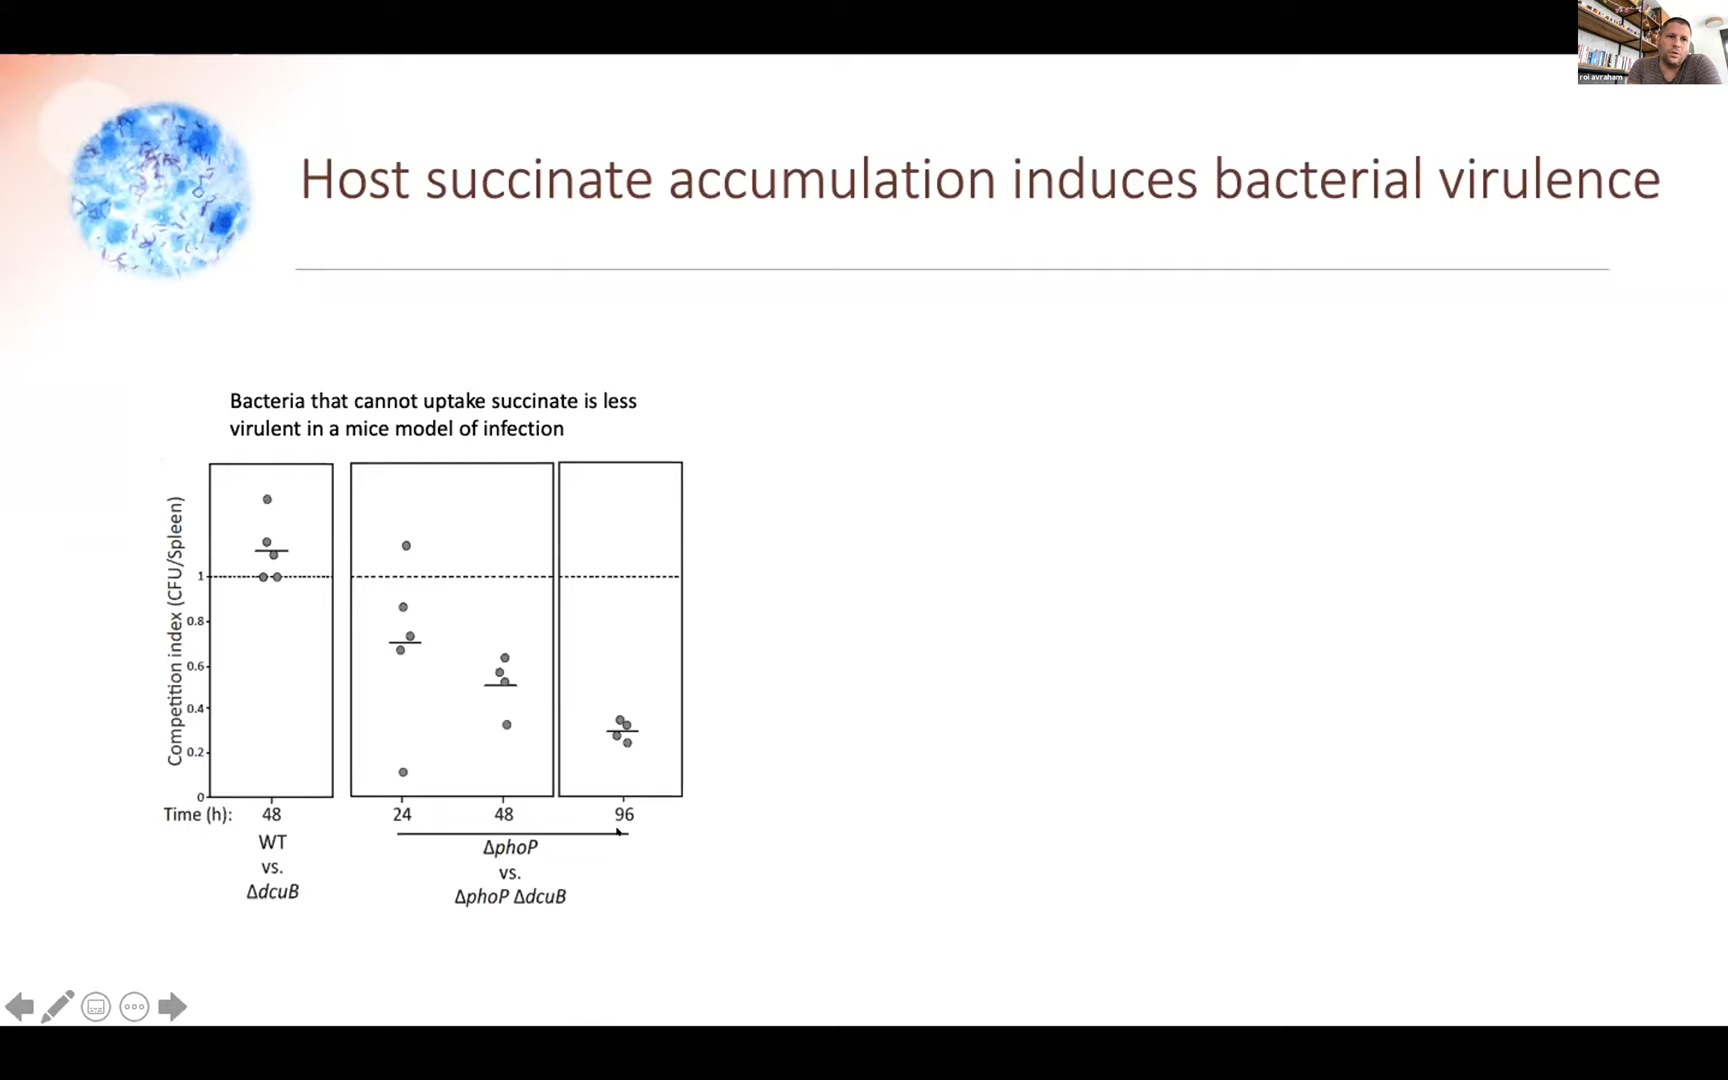 roi avraham
Host succinate accumulation induces bacterial virulence
Bacteria that cannot uptake succinate is less
virulent in a mice model of infection
Competition index (CFU/Spleen)
1
0.8
0.6
0.4
0.2
0
Time (h): 48 24 48 96
WT
vs.
ΔdcuB
ΔphoP
vs.
ΔphoP ΔdcuB